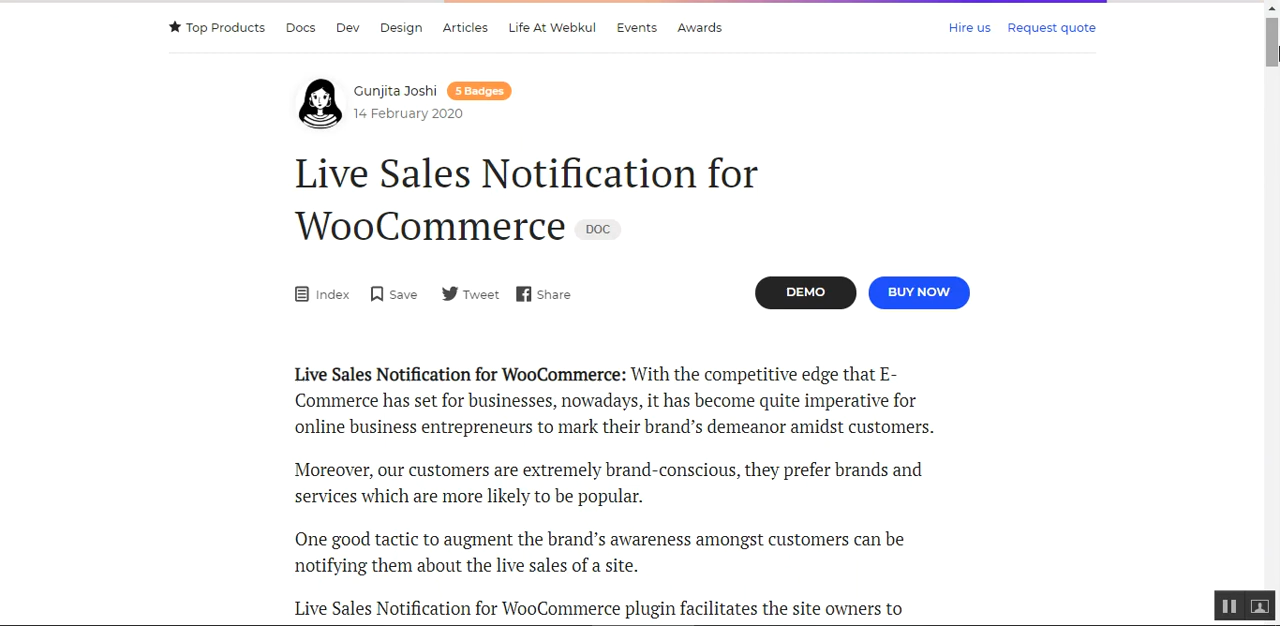 Top Products Docs Dev Design Articles Life At Webkul Events Awards Hire us Request quote
Gunjita Joshi 5 Badges
14 February 2020
Live Sales Notification for
WooCommerce DOC
Index Save Tweet Share DEMO BUY NOW
Live Sales Notification for WooCommerce: With the competitive edge that E-
Commerce has set for businesses, nowadays, it has become quite imperative for
online business entrepreneurs to mark their brand’s demeanor amidst customers.
Moreover, our customers are extremely brand-conscious, they prefer brands and
services which are more likely to be popular.
One good tactic to augment the brand’s awareness amongst customers can be
notifying them about the live sales of a site.
Live Sales Notification for WooCommerce plugin facilitates the site owners to